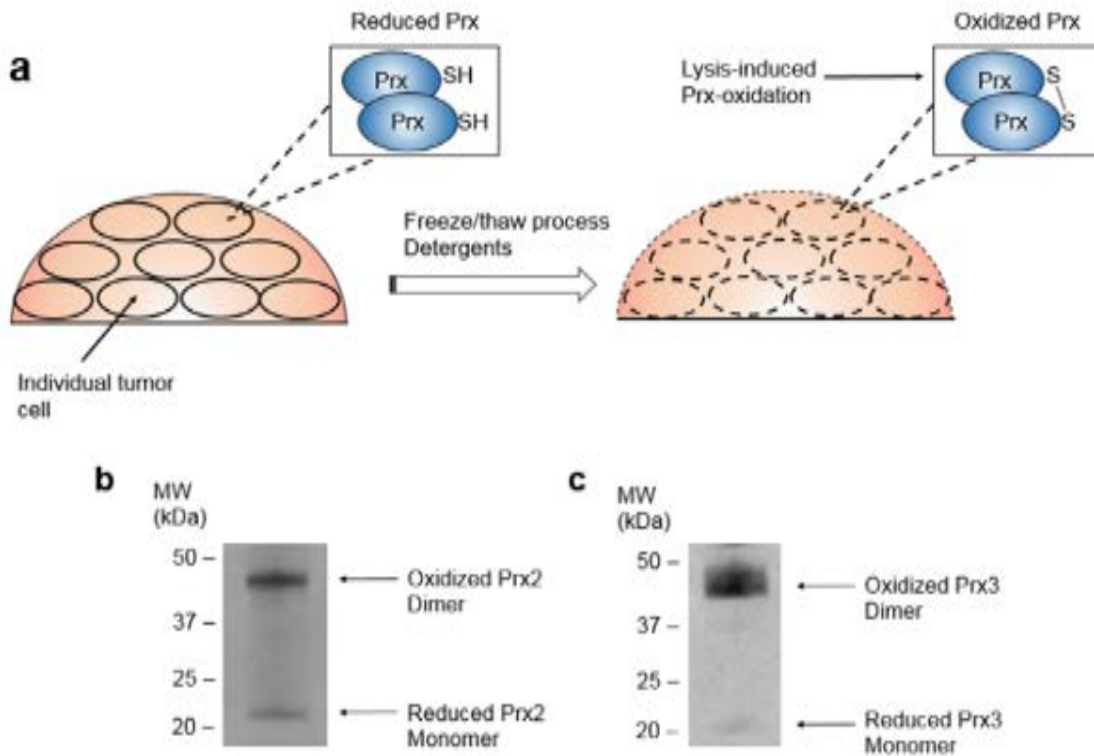 a
Reduced Prx
Prx SH
Prx SH
Oxidized Prx
Lysis-induced
Prx-oxidation
Prx S
Prx S
Freeze/thaw process
Detergents
Individual tumor
cell
b
MW
(kDa)
50 –
37 –
25 –
20 –
Oxidized Prx2
Dimer
Reduced Prx2
Monomer
c
MW
(kDa)
50 –
37 –
25 –
20 –
Oxidized Prx3
Dimer
Reduced Prx3
Monomer